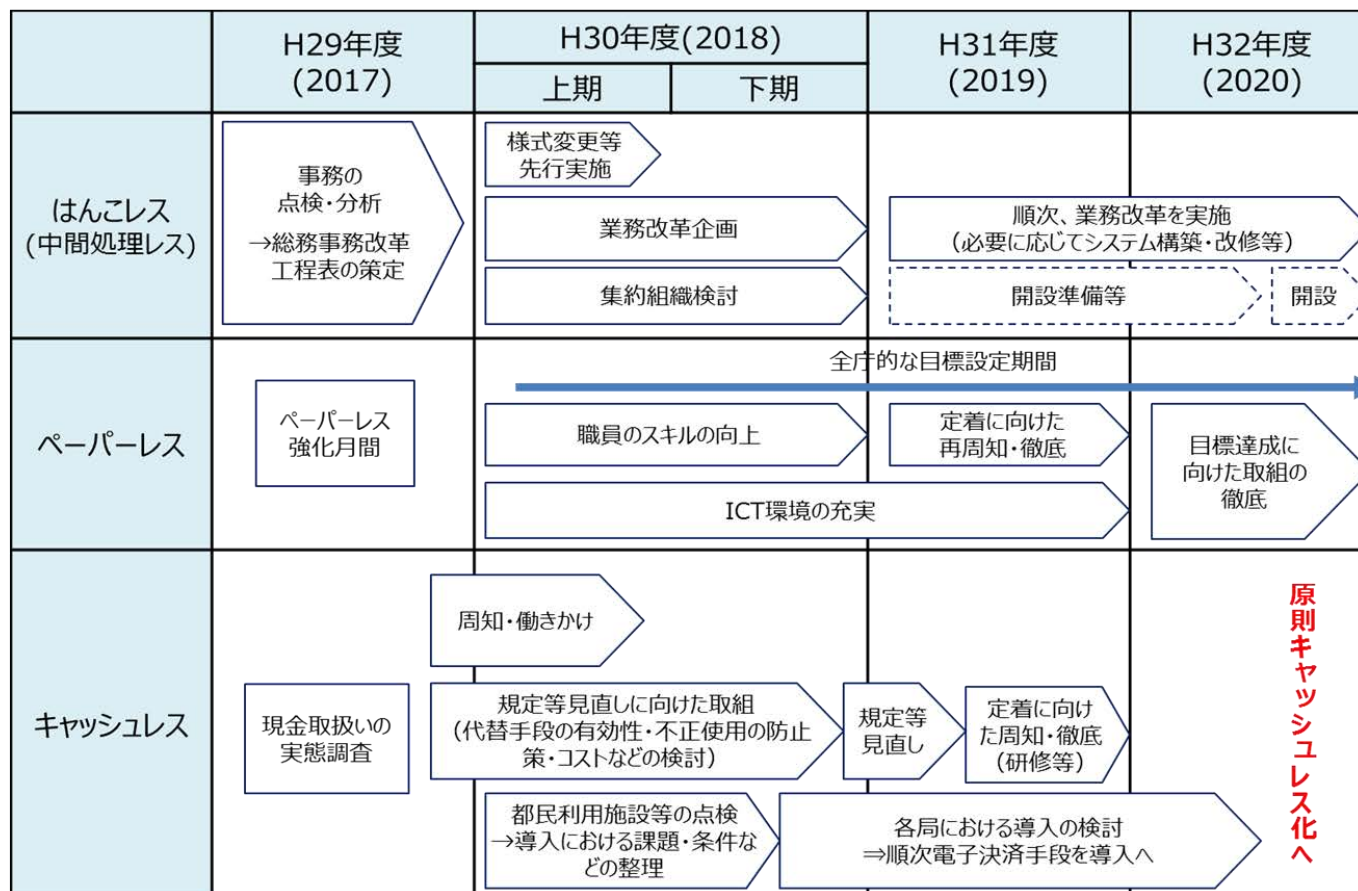 H29年度
(2017)
H30年度(2018)
上期
下期
H31年度
(2019)
H32年度
(2020)
はんこレス
(中間処理レス)
事務の
点検・分析
→総務事務改革
工程表の策定
様式変更等
先行実施
業務改革企画
集約組織検討
順次、業務改革を実施
(必要に応じてシステム構築・改修等)
開設準備等
開設
ペーパーレス
ペーパーレス
強化月間
全庁的な目標設定期間
職員のスキルの向上
定着に向けた
再周知・徹底
ICT環境の充実
目標達成に
向けた取組の
徹底
キャッシュレス
現金取扱いの
実態調査
周知・働きかけ
規定等見直しに向けた取組
(代替手段の有効性・不正使用の防止
策・コストなどの検討)
規定等
見直し
定着に向け
た周知・徹底
(研修等)
都民利用施設等の点検
→導入における課題・条件な
どの整理
各局における導入の検討
⇒順次電子決済手段を導入へ
原則キャッシュレス化へ